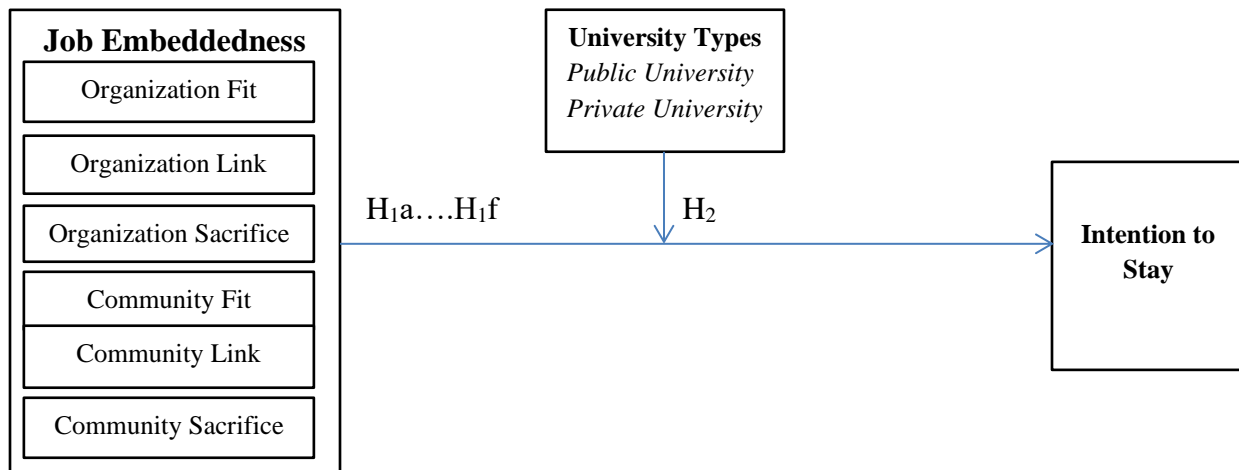 Job Embeddedness
Organization Fit
Organization Link
Organization Sacrifice
Community Fit
Community Link
Community Sacrifice
University Types
Public University
Private University
H₁a….H₁f
H₂
Intention to
Stay